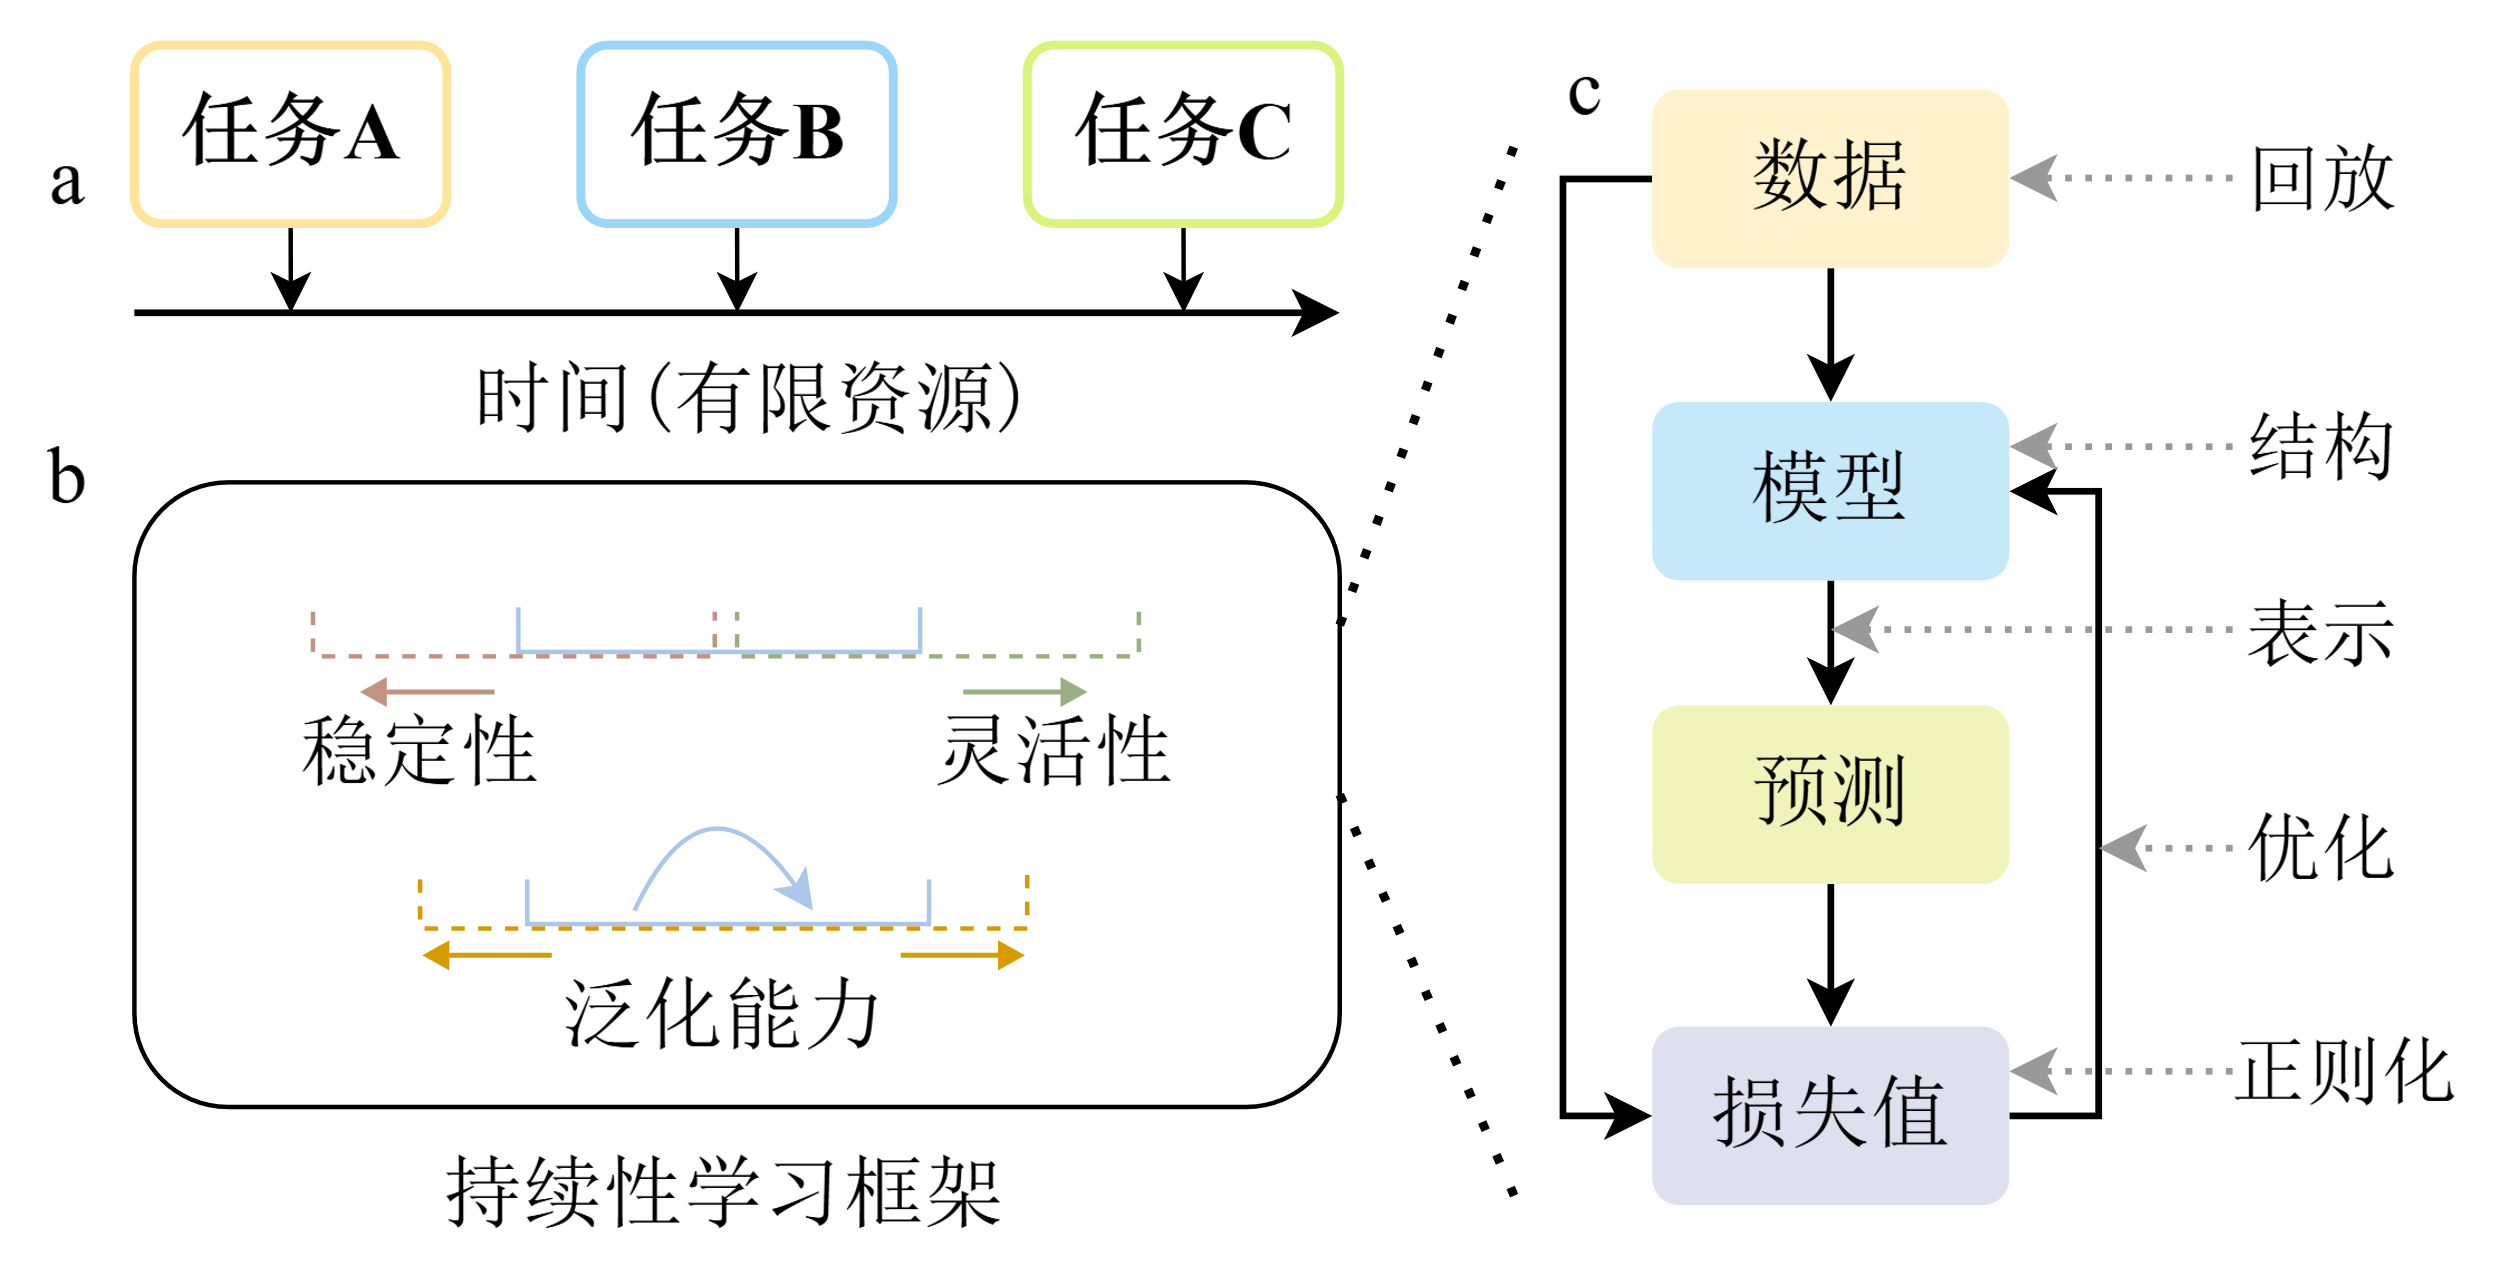 a
任务A
任务B
任务C
时间(有限资源)
b
稳定性
灵活性
泛化能力
持续性学习框架
c
数据
回放
模型
结构
表示
预测
优化
损失值
正则化